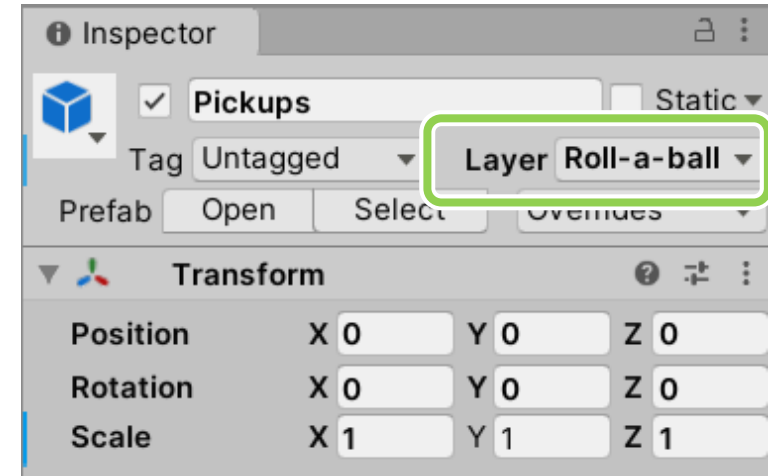 Inspector
Pickups Static
Tag Untagged Layer Roll-a-ball
Prefab Open Select Overrides
Transform
Position X 0 Y 0 Z 0
Rotation X 0 Y 0 Z 0
Scale X 1 Y 1 Z 1